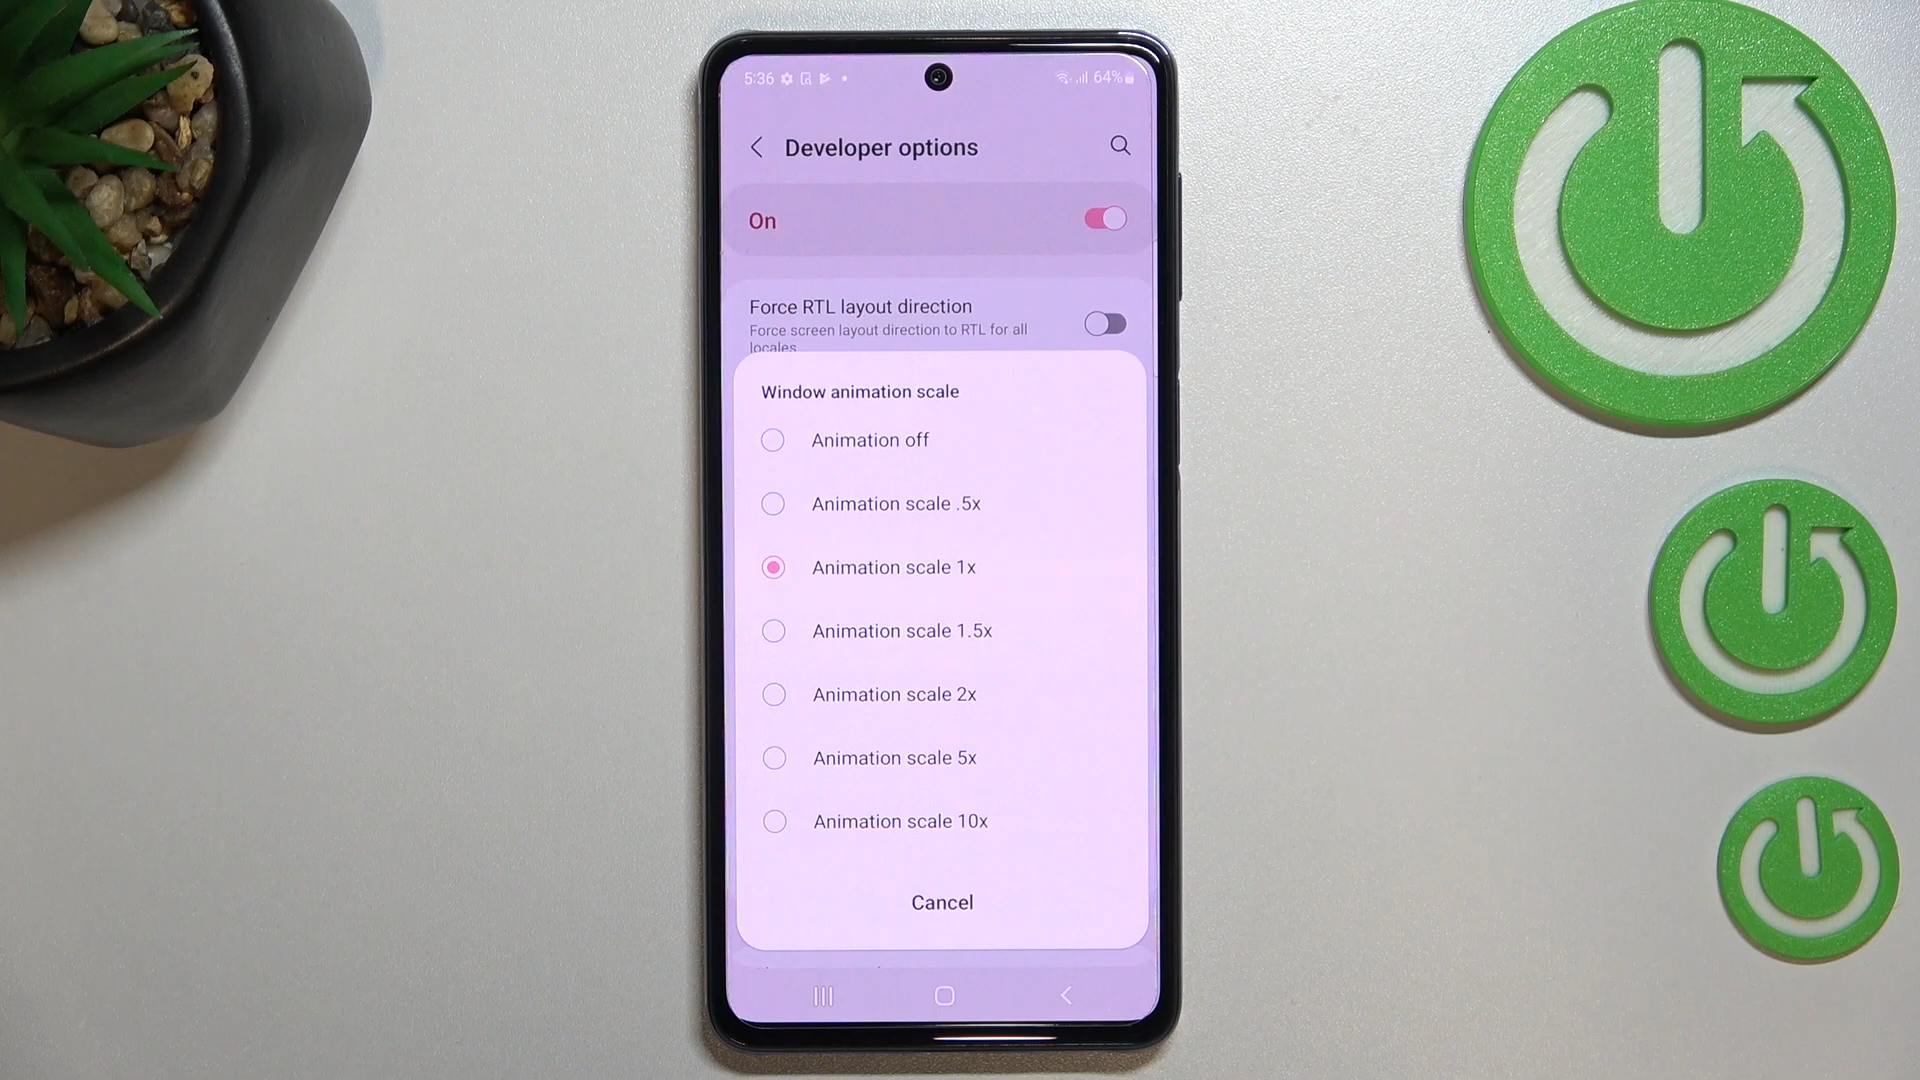 5:36 64%
Developer options
On
Force RTL layout direction
Force screen layout direction to RTL for all
locales
Window animation scale
Animation off
Animation scale .5x
Animation scale 1x
Animation scale 1.5x
Animation scale 2x
Animation scale 5x
Animation scale 10x
Cancel